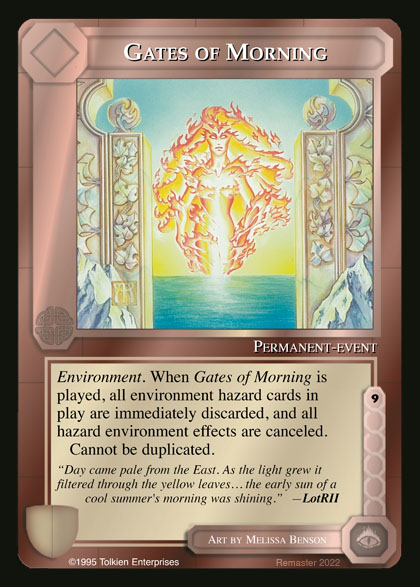 Gates of Morning
Permanent-event
Environment. When Gates of Morning is
played, all environment hazard cards in
play are immediately discarded, and all
hazard environment effects are canceled.
Cannot be duplicated.
9
“Day came pale from the East. As the light grew it
filtered through the yellow leaves… the early sun of a
cool summer's morning was shining.” —LotRII
Art by Melissa Benson
©1995 Tolkien Enterprises
Remaster 2022